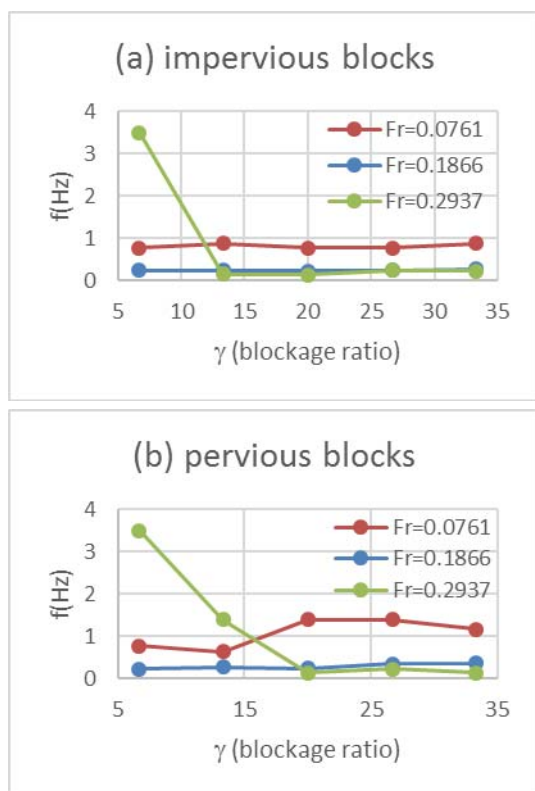 (a) impervious blocks
4
3
2
1
0
f(Hz)
Fr=0.0761
Fr=0.1866
Fr=0.2937
5 10 15 20 25 30 35
γ (blockage ratio)
(b) pervious blocks
4
3
2
1
0
f(Hz)
Fr=0.0761
Fr=0.1866
Fr=0.2937
5 15 25 35
γ (blockage ratio)